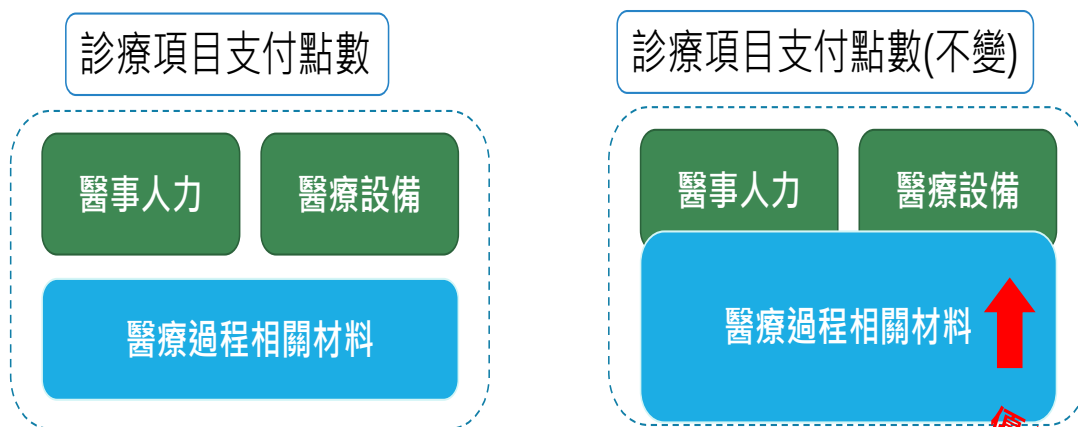 診療項目支付點數
醫事人力
醫療設備
醫療過程相關材料
診療項目支付點數(不變)
醫事人力
醫療設備
醫療過程相關材料